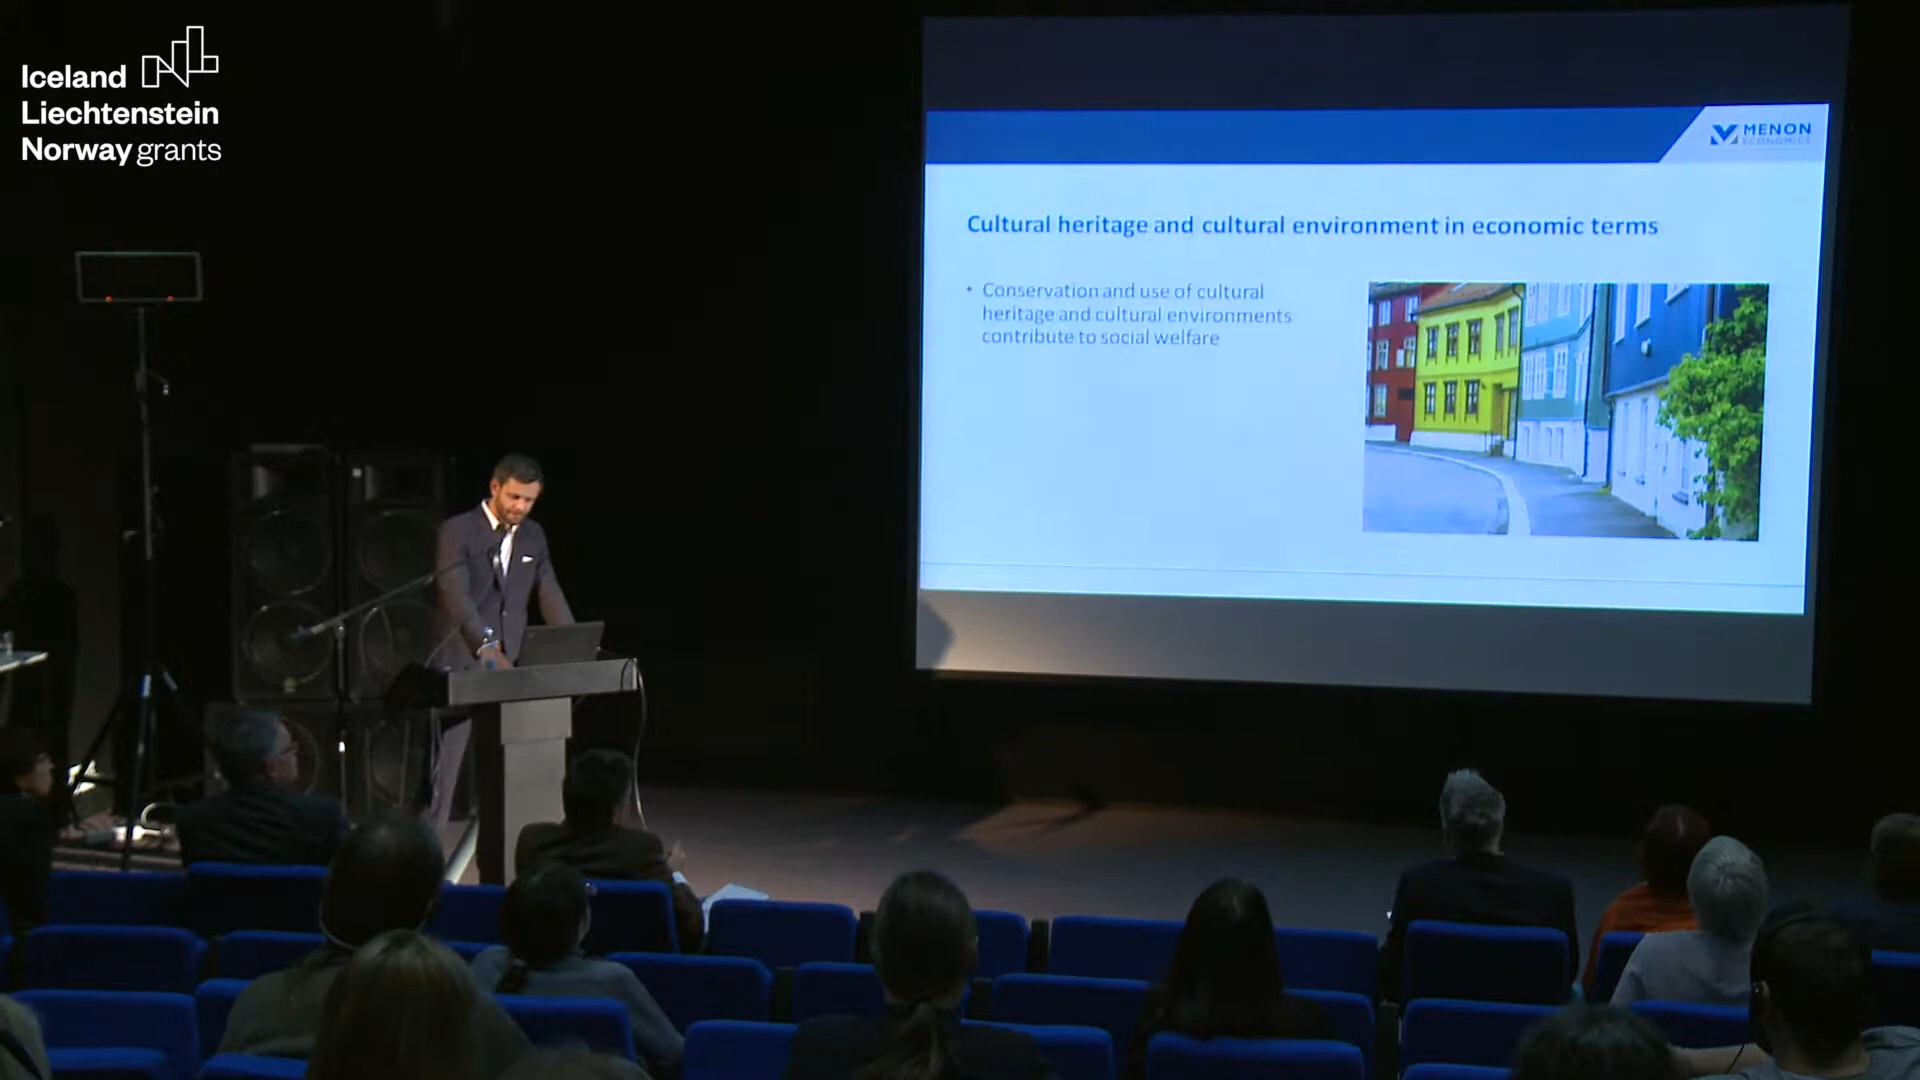 Iceland
Liechtenstein
Norway grants
MENON
ECONOMICS
Cultural heritage and cultural environment in economic terms
• Conservation and use of cultural
heritage and cultural environments
contribute to social welfare